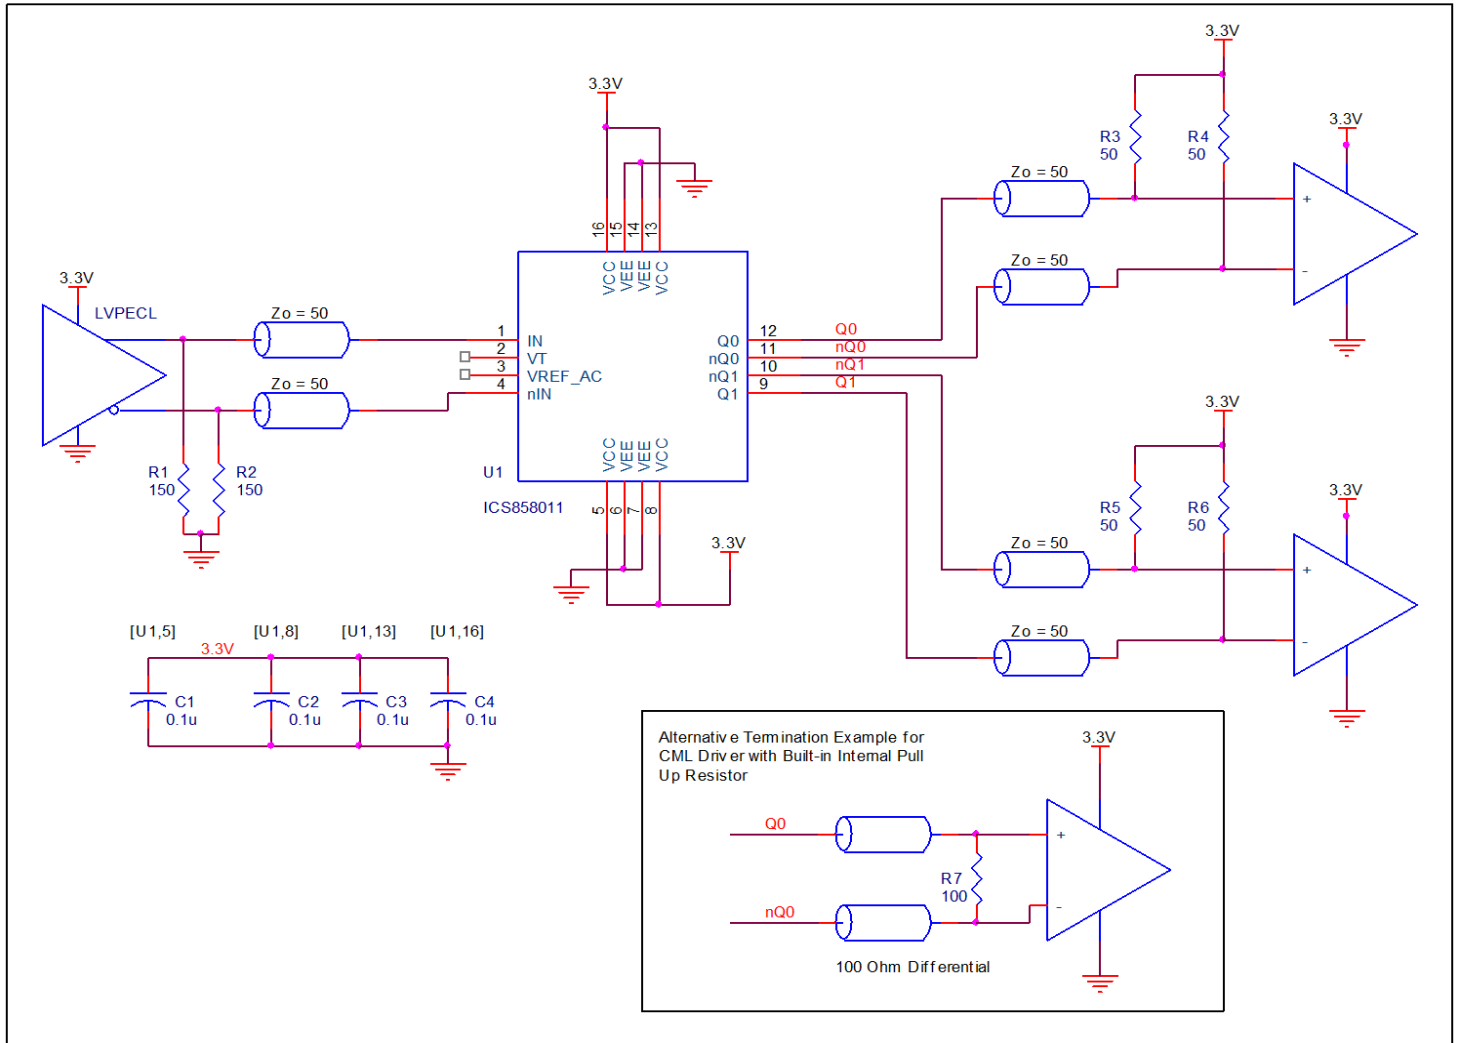 3.3V
LVPECL
Zo = 50
Zo = 50
R1
150
R2
150
3.3V
16
15
14
13
VCC
VEE
VEE
VCC
1
IN
2
VT
3
VREF_AC
4
nIN
12
Q0
Q0
11
nQ0
nQ0
10
nQ1
nQ1
9
Q1
Q1
VCC
VEE
VEE
VCC
5
6
7
8
U1
ICS858011
3.3V
3.3V
R3
50
R4
50
Zo = 50
Zo = 50
3.3V
+
-
3.3V
R5
50
R6
50
Zo = 50
Zo = 50
3.3V
+
-
[U1,5]
[U1,8]
[U1,13]
[U1,16]
3.3V
C1
0.1u
C2
0.1u
C3
0.1u
C4
0.1u
Alternative Termination Example for
CML Driver with Built-in Internal Pull
Up Resistor
3.3V
Q0
+
R7
100
-
nQ0
100 Ohm Differential